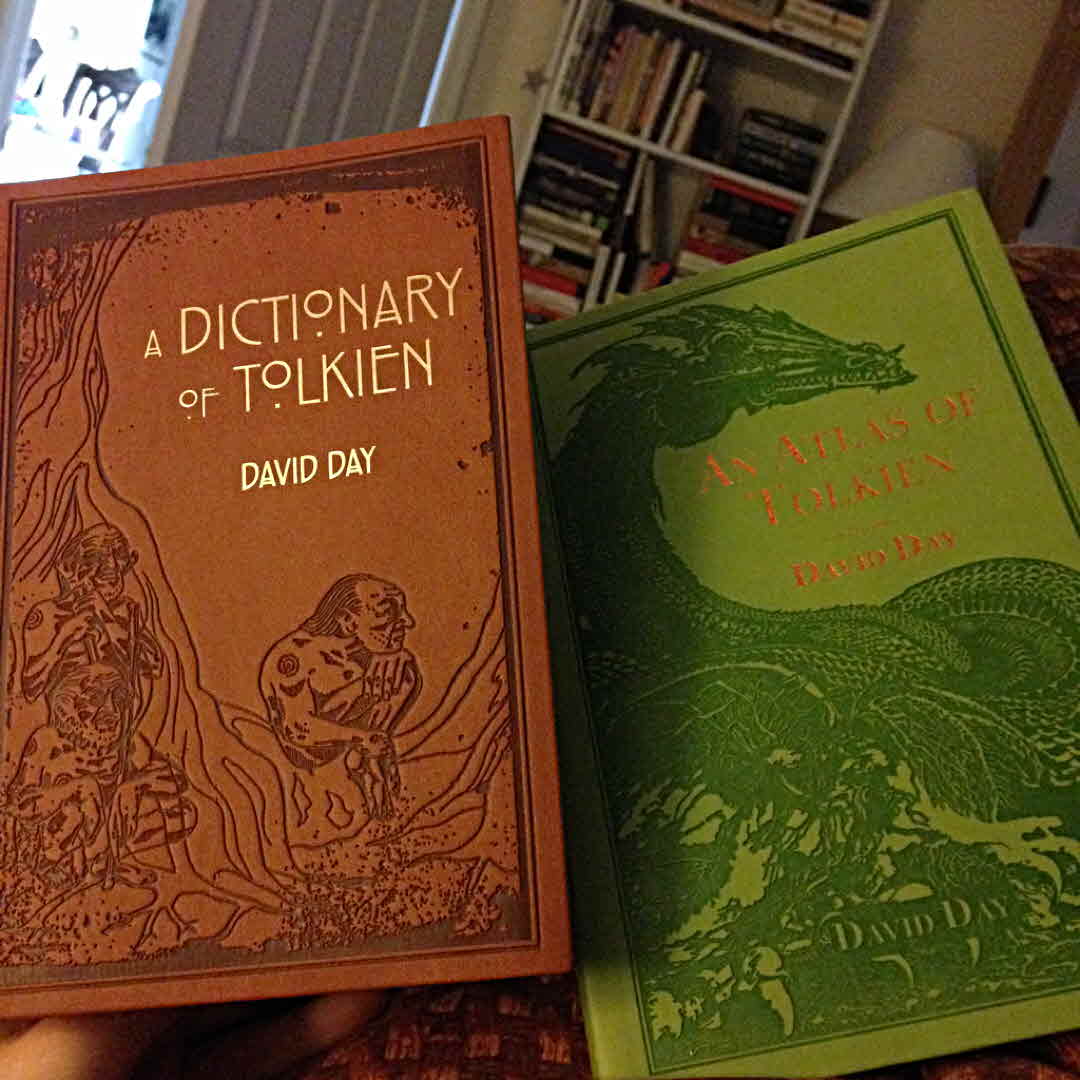 A DICTIONARY
OF TOLKIEN
DAVID DAY
AN ATLAS OF
TOLKIEN
DAVID DAY
DAVID DAY